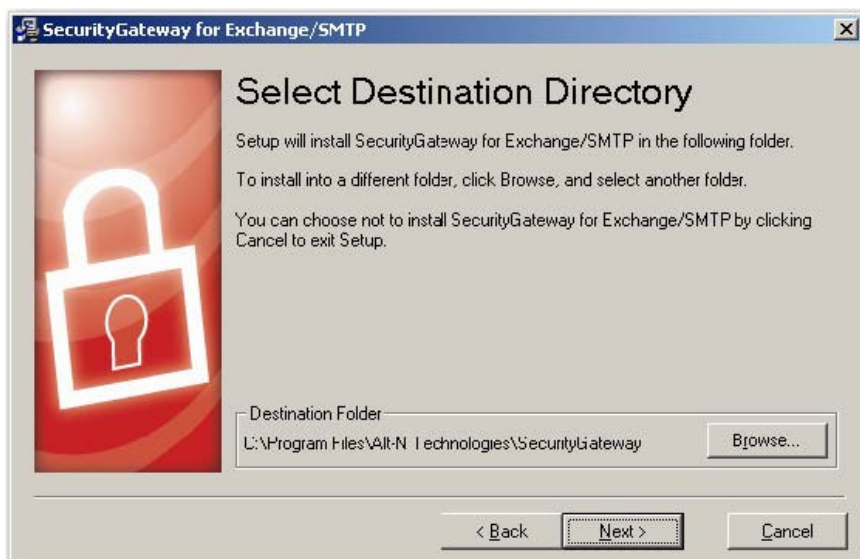 SecurityGateway for Exchange/SMTP
Select Destination Directory
Setup will install SecurityGateway for Exchange/SMTP in the following folder.
To install into a different folder, click Browse, and select another folder.
You can choose not to install SecurityGateway for Exchange/SMTP by clicking
Cancel to exit Setup.
Destination Folder
C:\Program Files\Alt-N Technologies\SecurityGateway
Browse...
< Back
Next >
Cancel